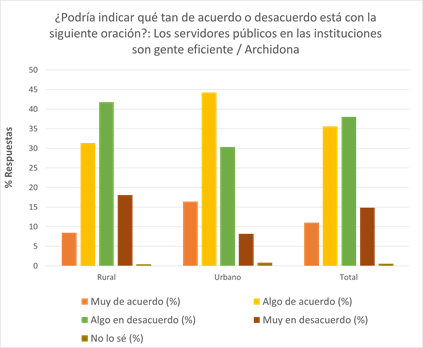 ¿Podría indicar qué tan de acuerdo o desacuerdo está con la
siguiente oración?: Los servidores públicos en las instituciones
son gente eficiente / Archidona
% Respuestas
50
45
40
35
30
25
20
15
10
5
0
Rural
Urbano
Total
Muy de acuerdo (%)
Algo de acuerdo (%)
Algo en desacuerdo (%)
Muy en desacuerdo (%)
No lo sé (%)